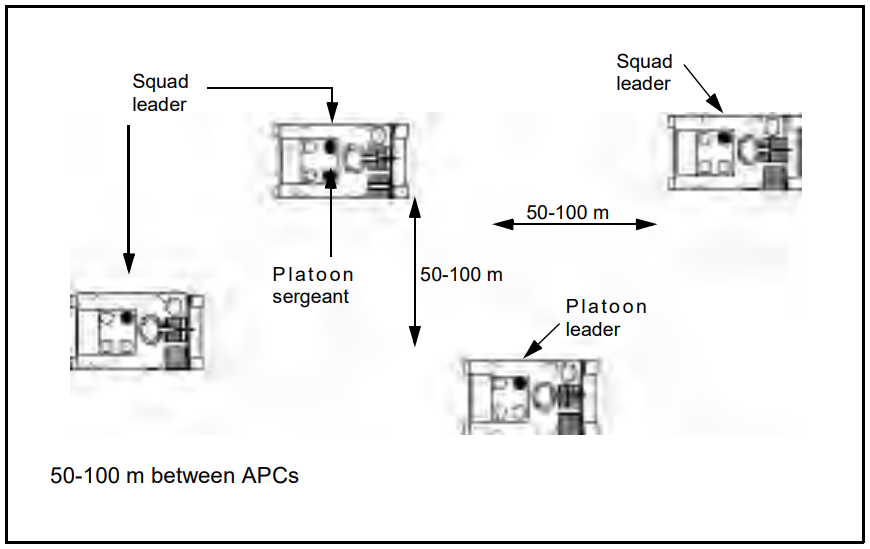 Squad
leader
Squad
leader
50-100 m
Platoon
sergeant
50-100 m
Platoon
leader
50-100 m between APCs